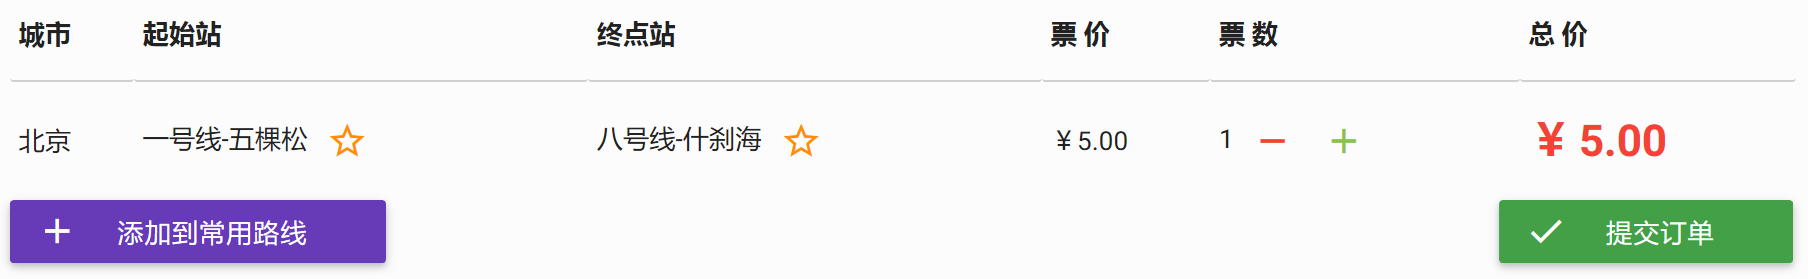 城市 起始站 终点站 票 价 票 数 总 价
北京 一号线-五棵松 八号线-什刹海 ¥ 5.00 1 ¥ 5.00
添加到常用路线 提交订单